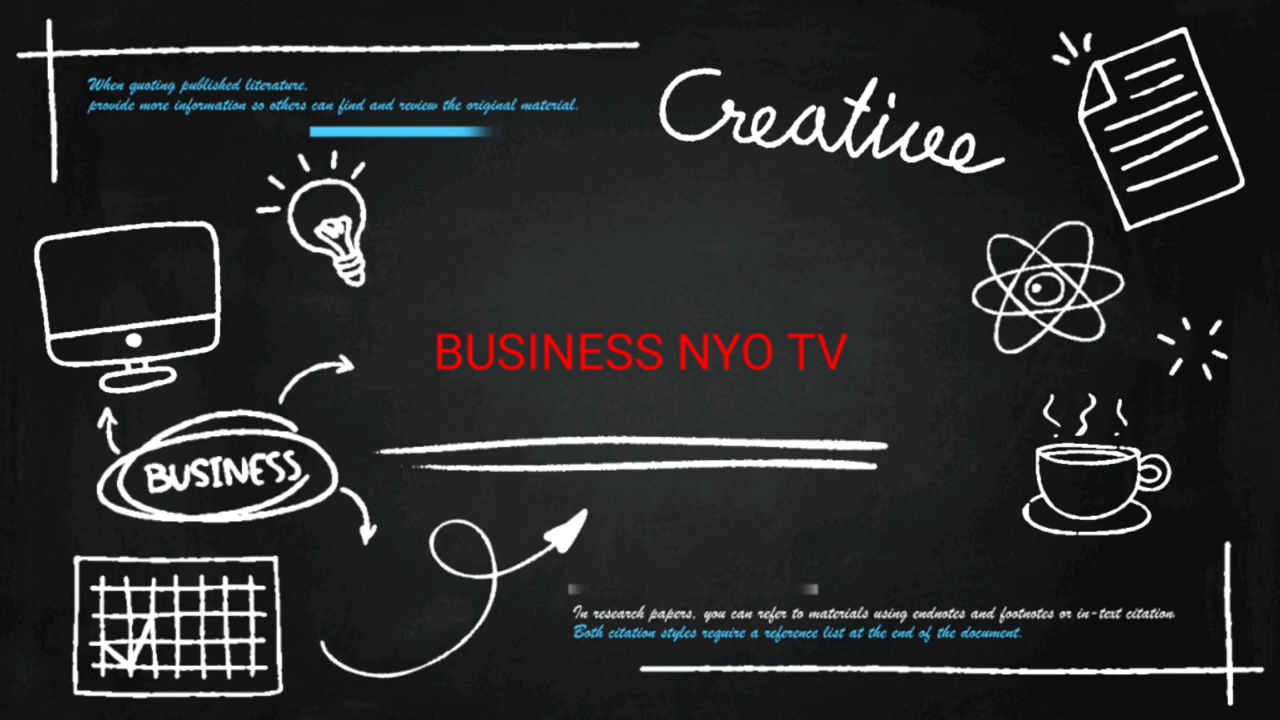 When quoting published literature,
provide more information so others can find and review the original material.
Creative
BUSINESS NYO TV
BUSINESS
In research papers, you can refer to materials using endnotes and footnotes or in-text citation
Both citation styles require a reference list at the end of the document.